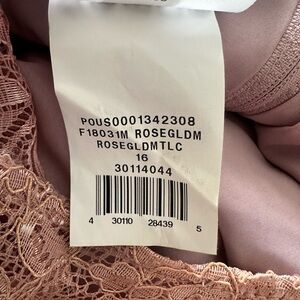 POUS0001342308
F18031M ROSEGLDM
ROSEGLDMTLC
16
30114044
4 30110 28439 5